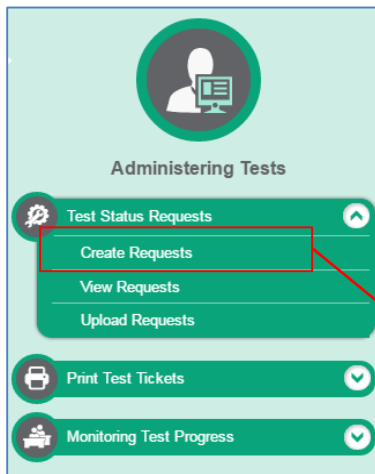 Administering Tests
Test Status Requests
Create Requests
View Requests
Upload Requests
Print Test Tickets
Monitoring Test Progress